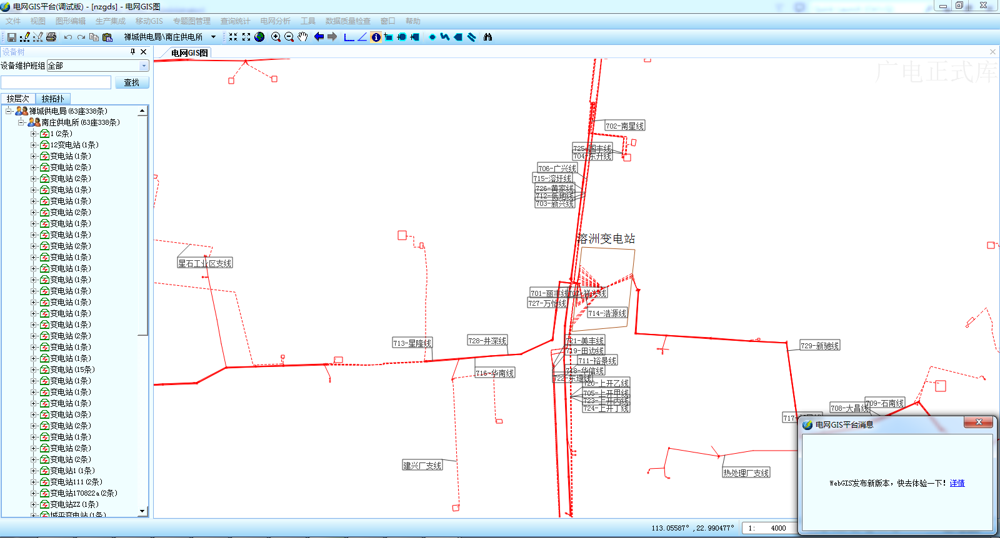 电网GIS平台(调试版) - [nzgds] - 电网GIS图
文件 视图 图形编辑 生产集成 移动GIS 专题图管理 查询统计 电网分析 工具 数据质量检查 窗口 帮助
禅城供电局\南庄供电所
设备树
电网GIS图
设备维护班组 全部
查找
按层次 按拓扑
禅城供电局(63座338条)
南庄供电所(63座338条)
1(2条)
12变电站(1条)
变电站(1条)
变电站(2条)
变电站(2条)
变电站(1条)
变电站(1条)
变电站(2条)
变电站(1条)
变电站(1条)
变电站(2条)
变电站(1条)
变电站(1条)
变电站(1条)
变电站(1条)
变电站(1条)
变电站(1条)
变电站(1条)
变电站(2条)
变电站(1条)
变电站(1条)
变电站(15条)
变电站(1条)
变电站(1条)
变电站(1条)
变电站(3条)
变电站(2条)
变电站(1条)
变电站(2条)
变电站(2条)
变电站1(1条)
变电站111(2条)
变电站170822a(2条)
变电站ZZ(1条)
城平变电站(1条)
广电正式库
702-南星线
725-国丰线
704-东升线
706-广兴线
715-溶圩线
726-黄家线
712-低地线
703-新兴线
溶洲变电站
星石工业区支线
701-丽丰线
727-万怡线
714-浩源线
713-星隆线
728-井深线
716-华南线
721-美丰线
719-田边线
711-裕景线
718-华信线
722-东堤线
720-上开乙线
705-上开甲线
723-上开丙线
724-上开丁线
729-新驰线
709-石南线
708-大昌线
717-
建兴厂支线
热处理厂支线
电网GIS平台消息
WebGIS发布新版本，快去体验一下！详情
113.05587° ,22.990477°
1: 4000